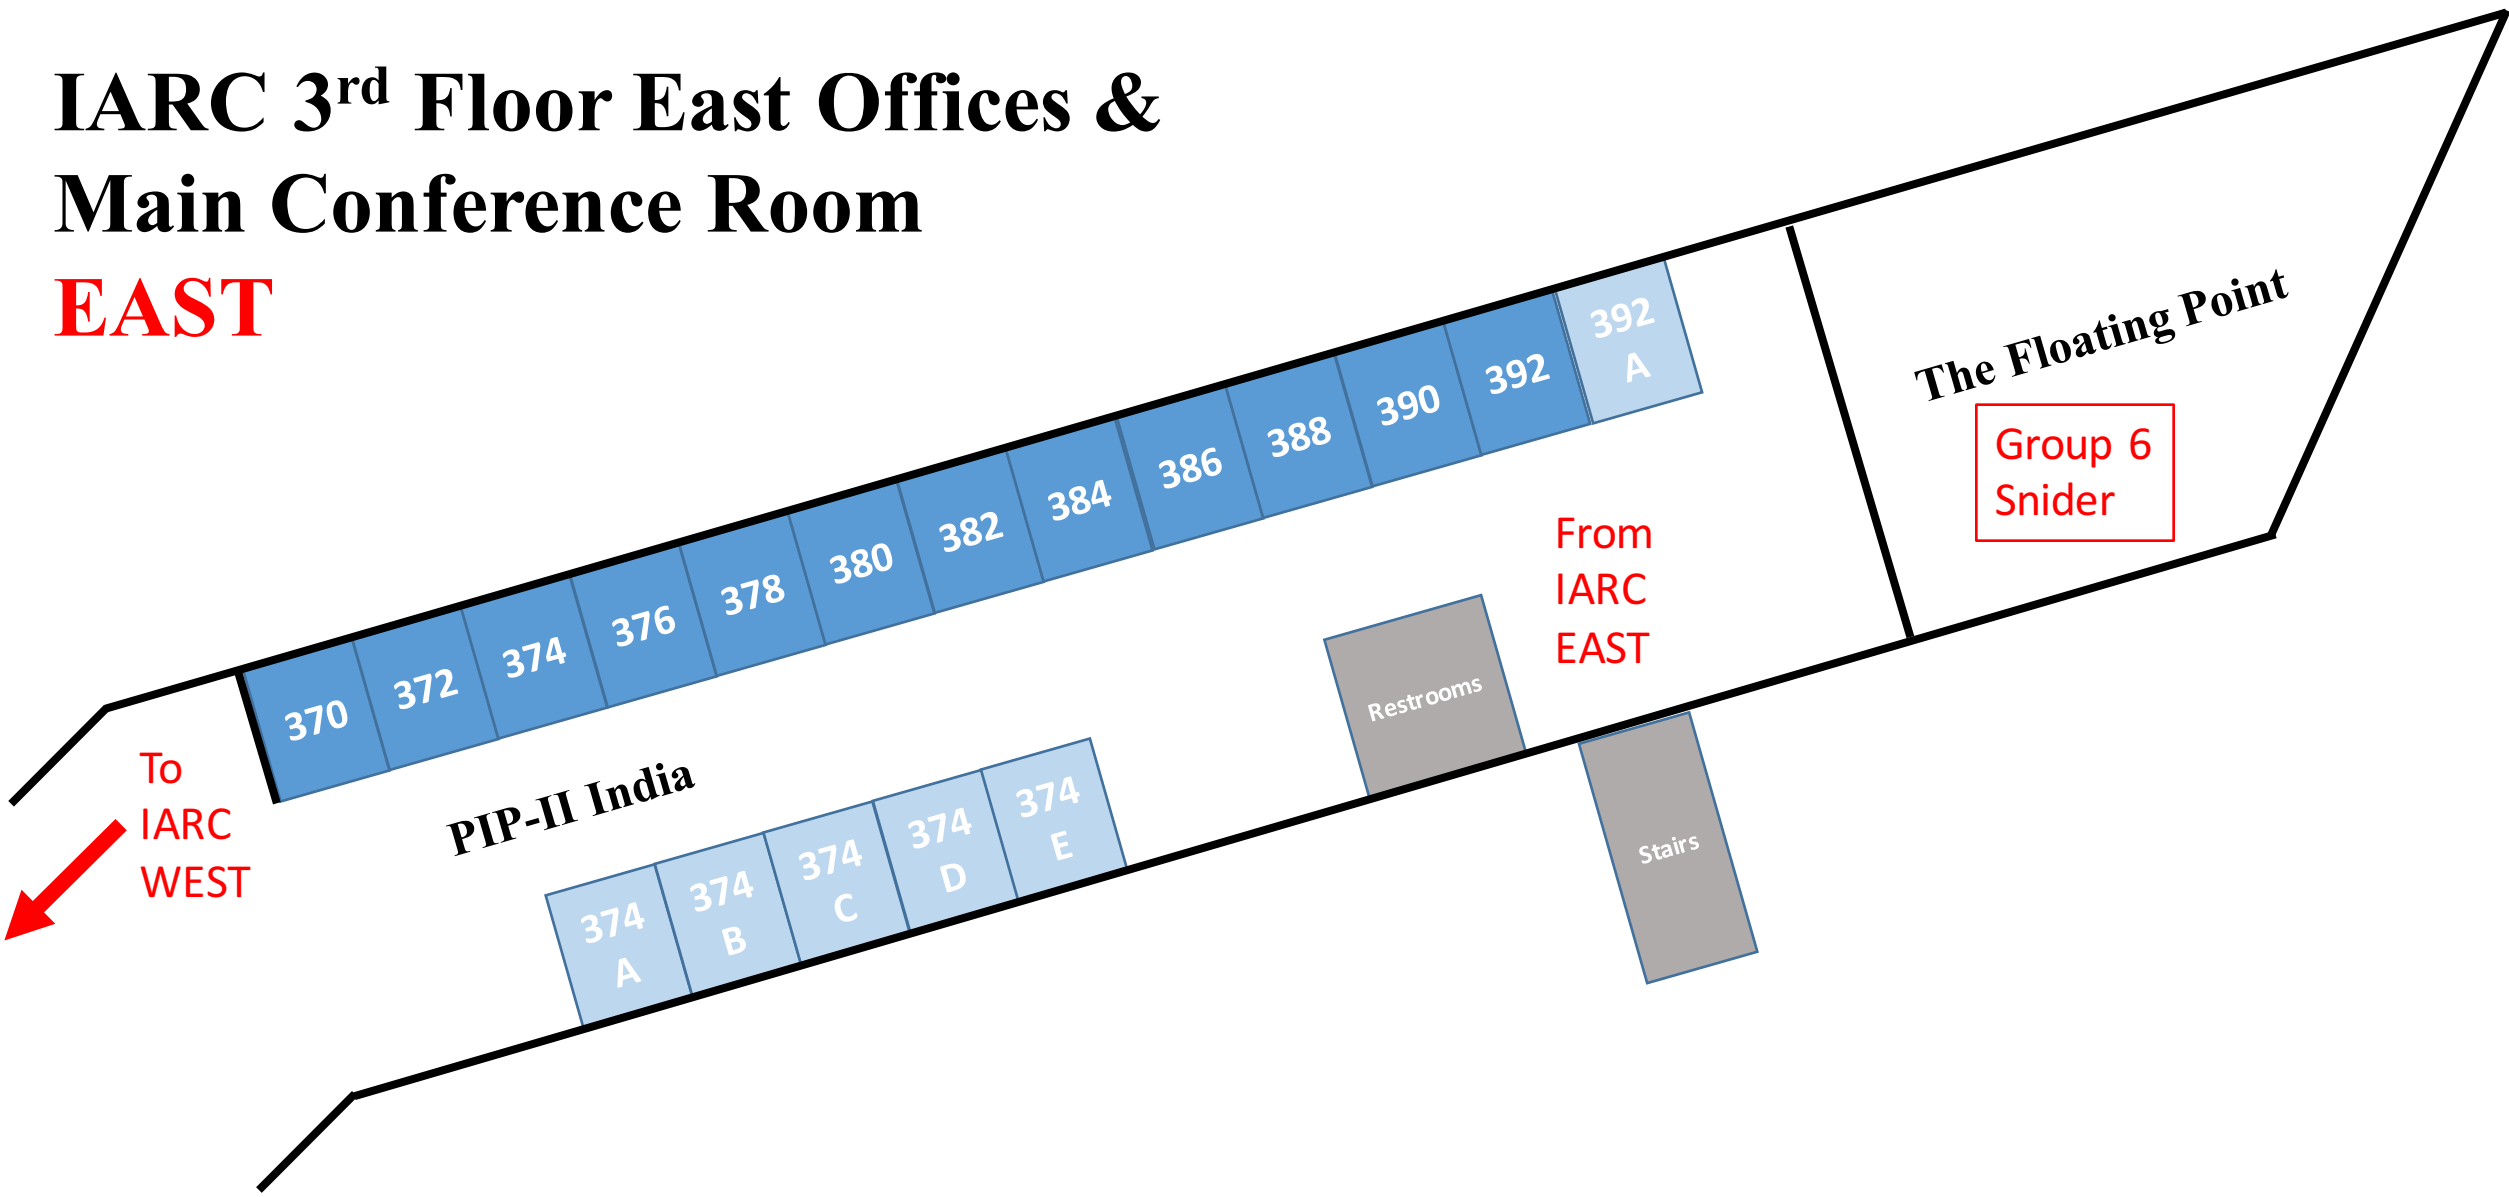 IARC 3rd Floor East Offices &
Main Conference Room
EAST
392
A
392
390
388
386
384
382
380
378
376
374
372
370
The Floating Point
Group 6
Snider
From
IARC
EAST
Restrooms
Stairs
To
IARC
WEST
PIP-II India
374
A
374
B
374
C
374
D
374
E